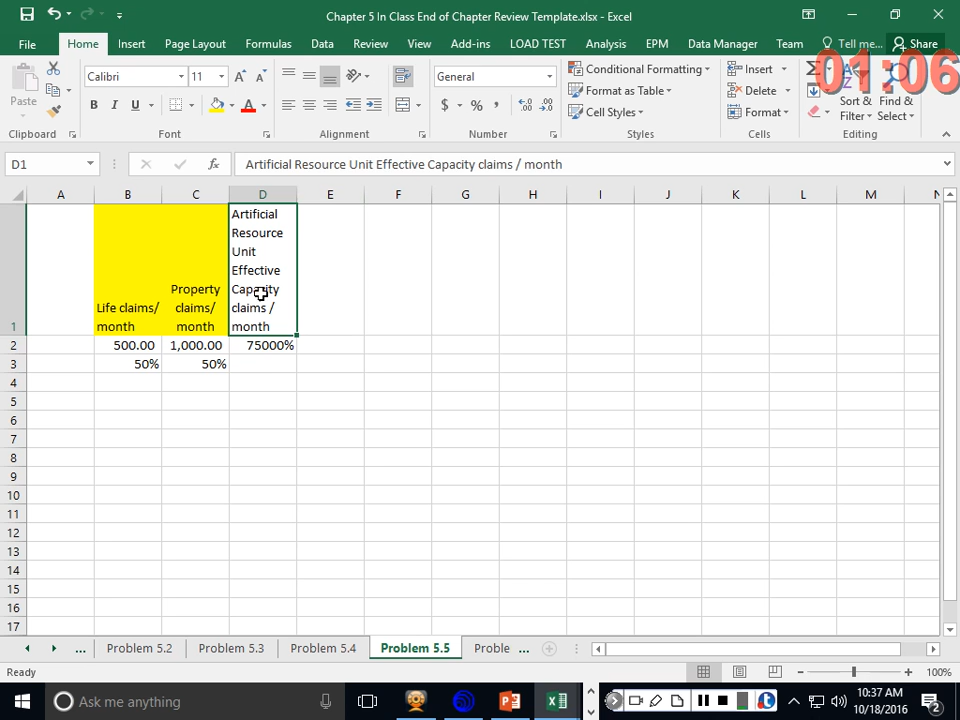 Chapter 5 In Class End of Chapter Review Template.xlsx - Excel
File Home Insert Page Layout Formulas Data Review View Add-ins LOAD TEST Analysis EPM Data Manager Team Tell me... Share
01:06
Calibri 11 General
Paste
B I U
$ %
Conditional Formatting
Format as Table
Cell Styles
Insert
Delete
Format
Sort & Filter
Find & Select
Clipboard Font Alignment Number Styles Cells Editing
D1 fx Artificial Resource Unit Effective Capacity claims / month
A B C D E F G H I J K L M N
1
Life claims/
month
Property
claims/
month
Artificial
Resource
Unit
Effective
Capacity
claims /
month
2 500.00 1,000.00 75000%
3 50% 50%
4
5
6
7
8
9
10
11
12
13
14
15
16
17
... Problem 5.2 Problem 5.3 Problem 5.4 Problem 5.5 Proble ...
Ready 100%
Ask me anything
10:37 AM
10/18/2016
2